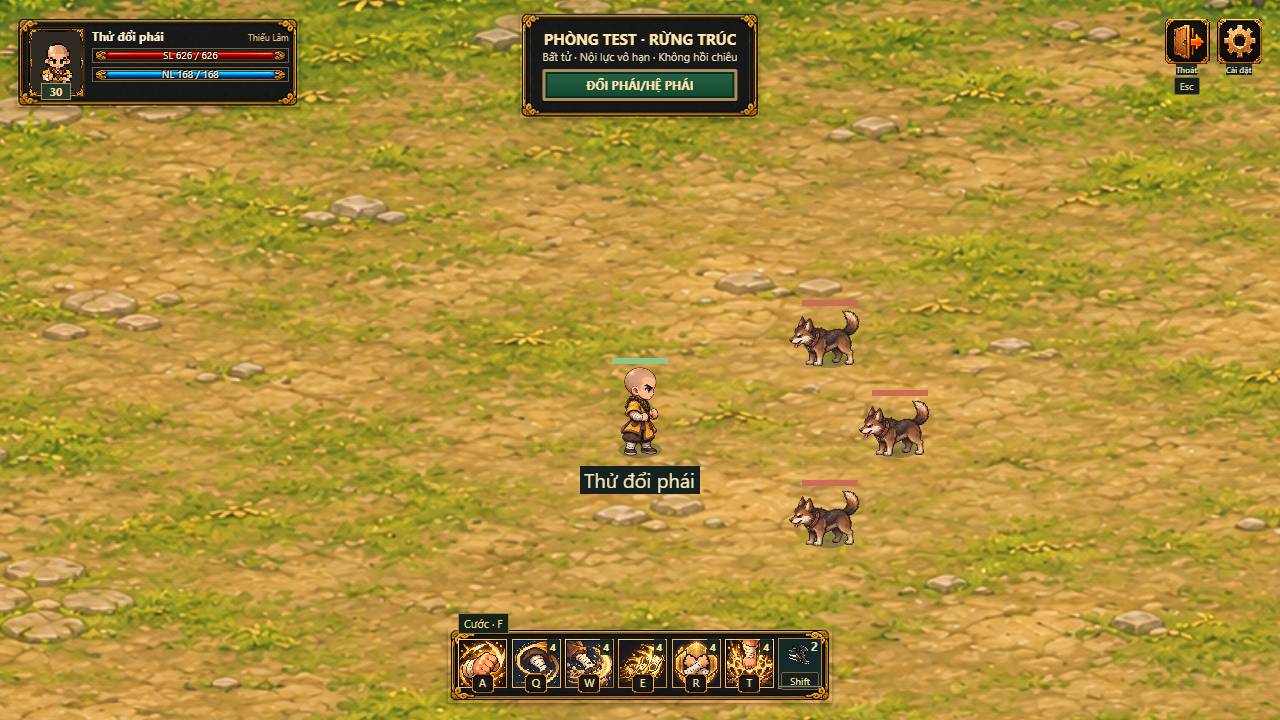 Thử đổi phái
Thiếu Lâm
SL 626 / 626
NL 168 / 168
30
PHÒNG TEST · RỪNG TRÚC
Bất tử · Nội lực vô hạn · Không hồi chiêu
ĐỔI PHÁI/HỆ PHÁI
Thoát
Esc
Cài đặt
Thử đổi phái
Cước · F
4
4
4
4
4
2
A
Q
W
E
R
T
Shift